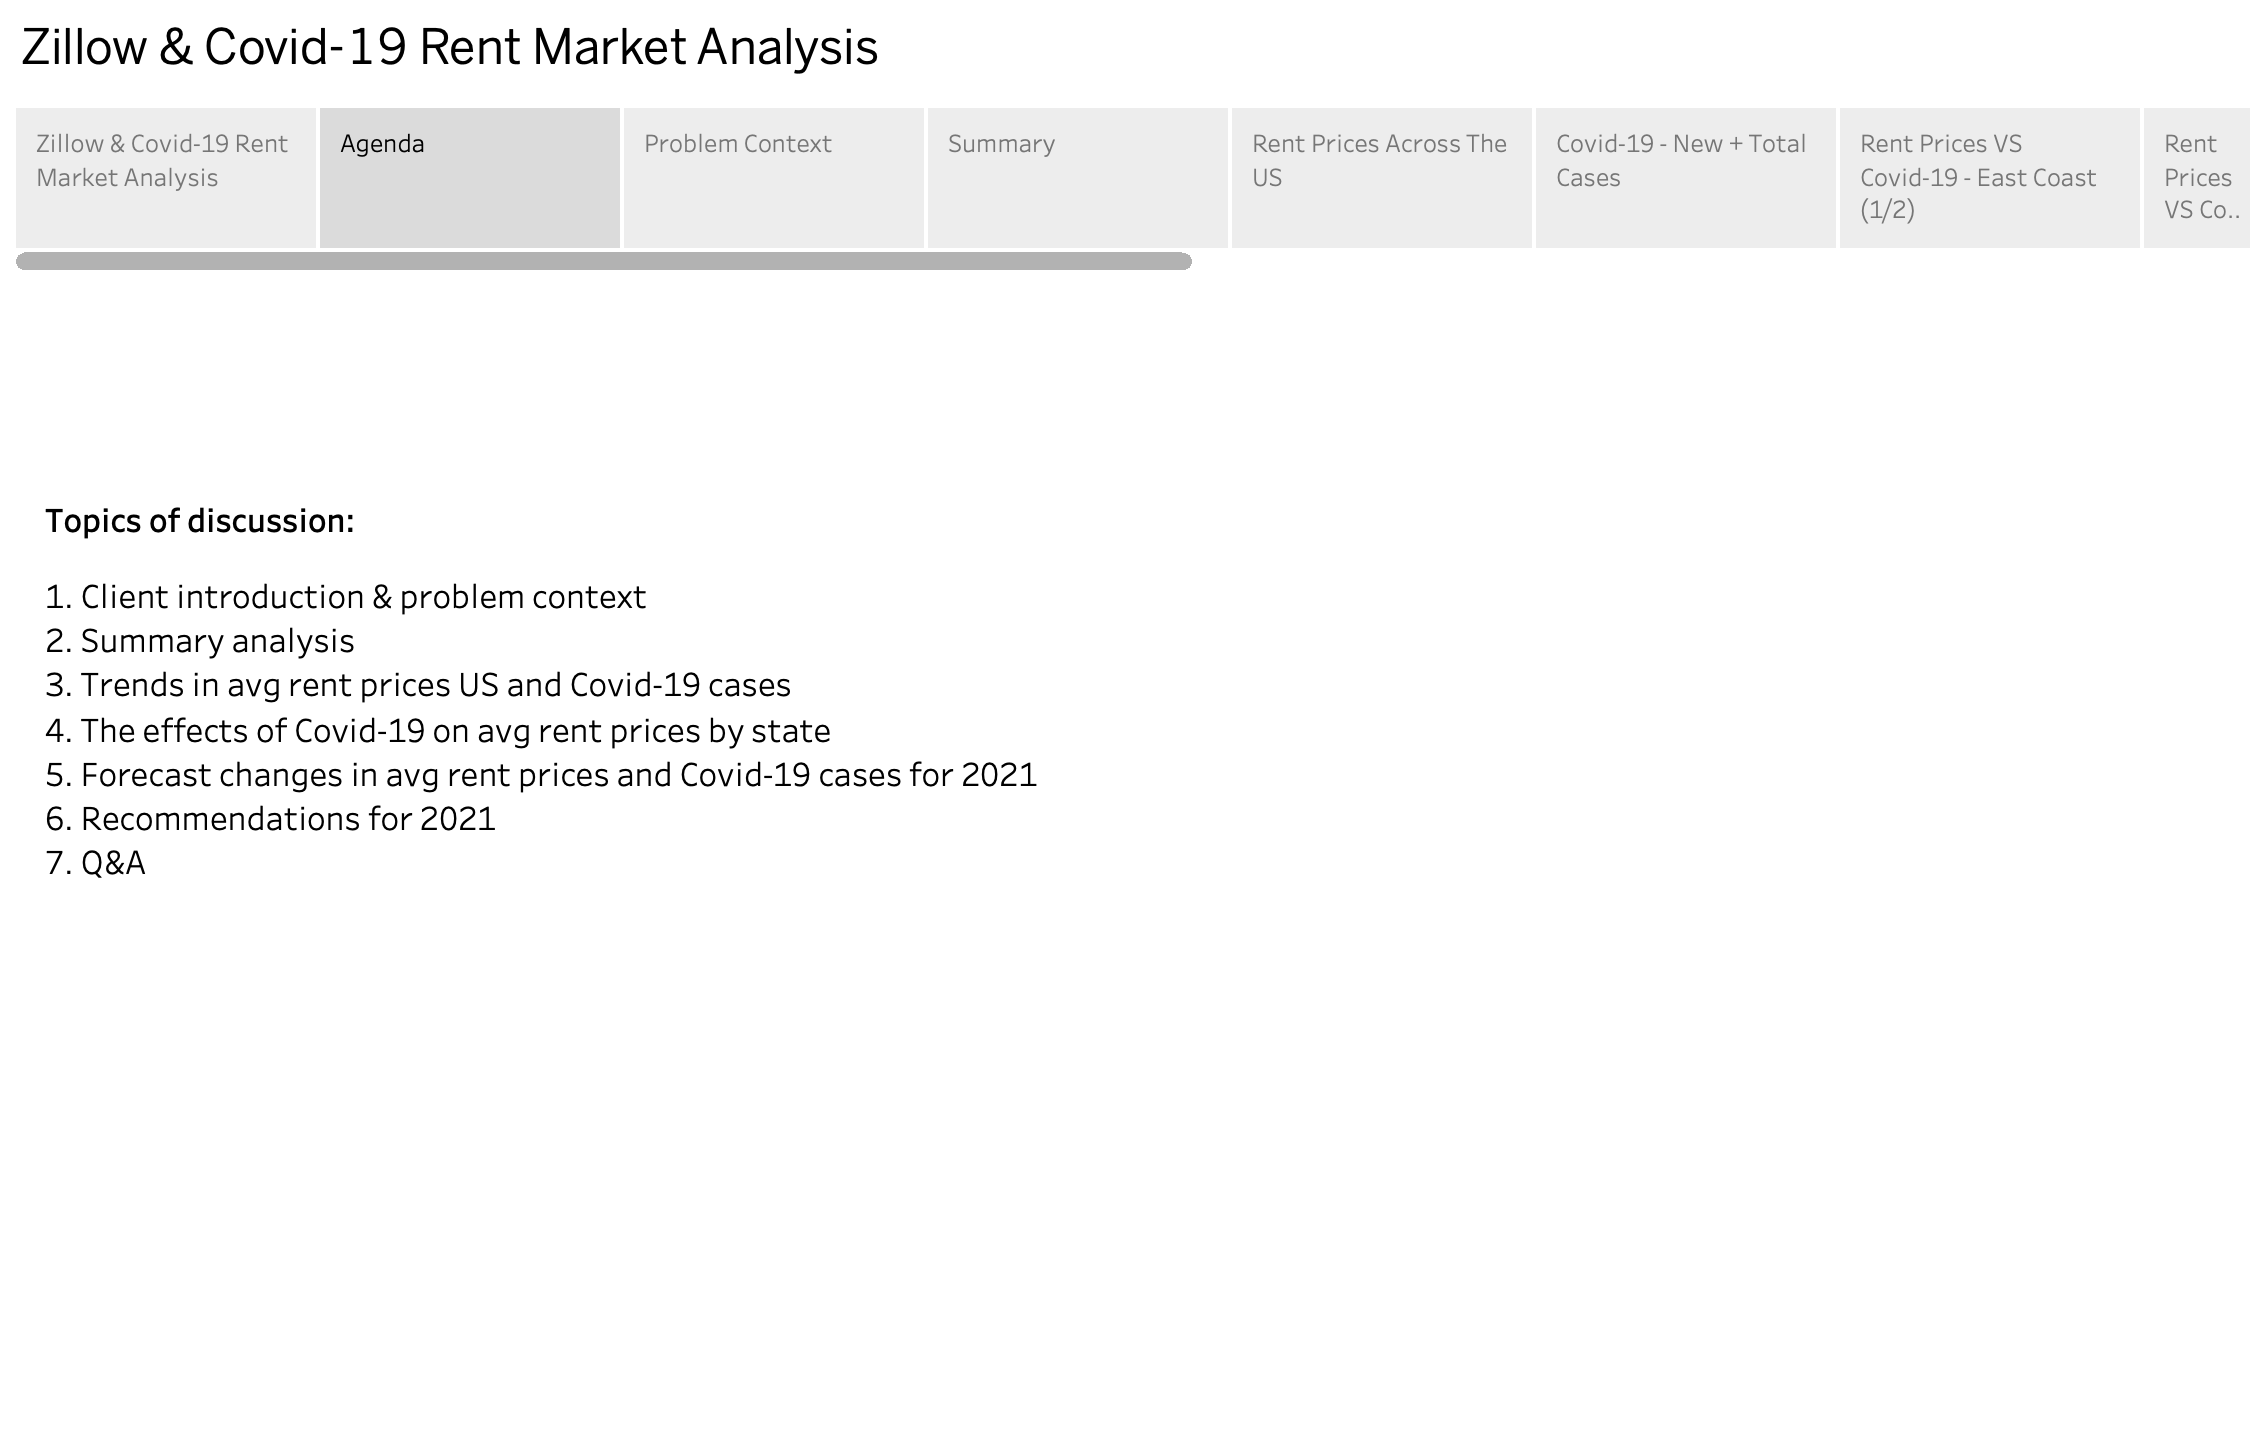 Zillow & Covid-19 Rent Market Analysis
Zillow & Covid-19 Rent
Market Analysis
Agenda
Problem Context
Summary
Rent Prices Across The
US
Covid-19 - New + Total
Cases
Rent Prices VS
Covid-19 - East Coast
(1/2)
Rent
Prices
VS Co..
Topics of discussion:
1. Client introduction & problem context
2. Summary analysis
3. Trends in avg rent prices US and Covid-19 cases
4. The effects of Covid-19 on avg rent prices by state
5. Forecast changes in avg rent prices and Covid-19 cases for 2021
6. Recommendations for 2021
7. Q&A